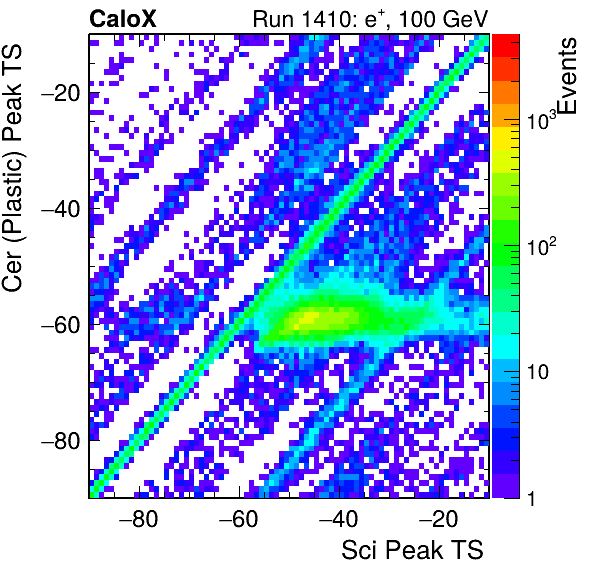 CaloX Run 1410: e⁺, 100 GeV
Cer (Plastic) Peak TS
−20
−40
−60
−80
−80 −60 −40 −20
Sci Peak TS
Events
10³
10²
10
1